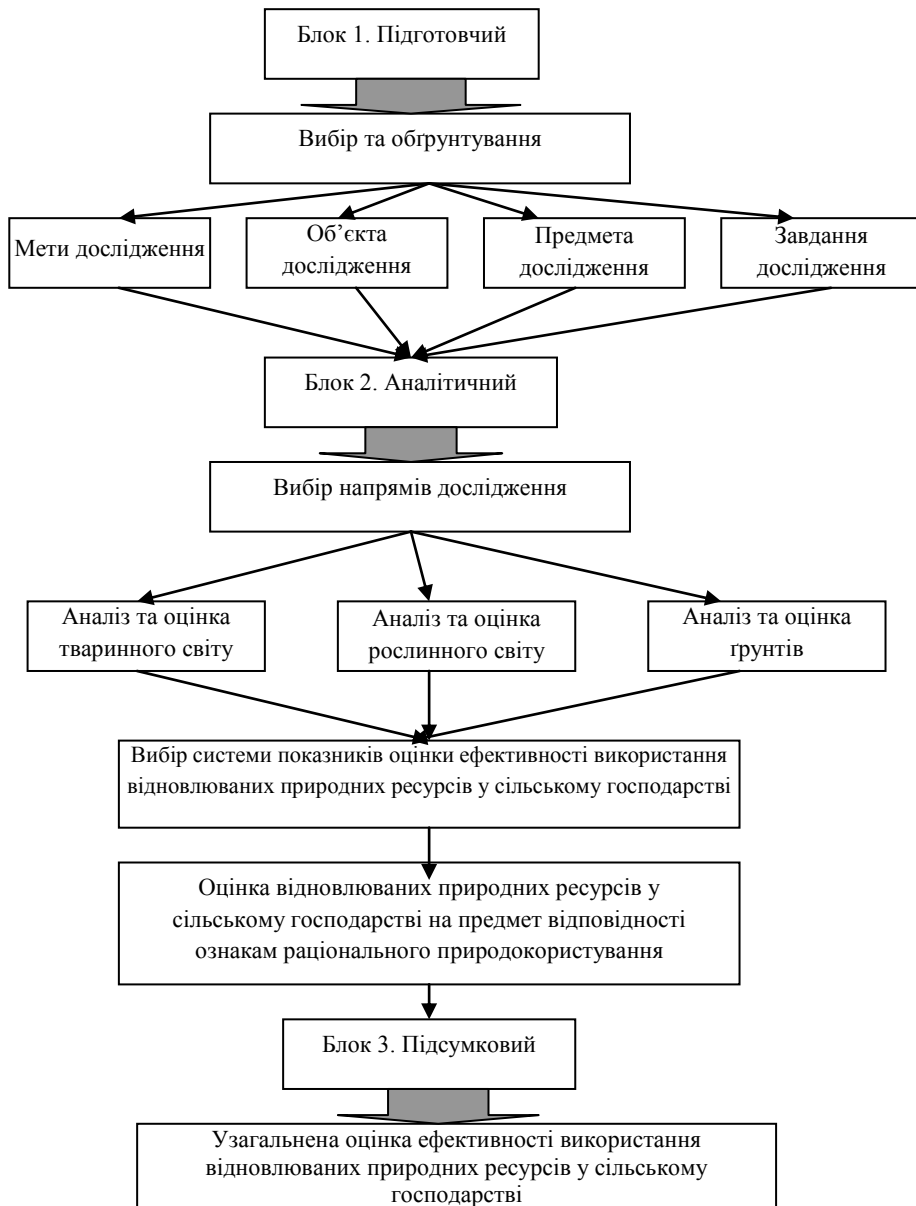 Блок 1. Підготовчий
Вибір та обґрунтування
Мети дослідження
Об’єкта
дослідження
Предмета
дослідження
Завдання
дослідження
Блок 2. Аналітичний
Вибір напрямів дослідження
Аналіз та оцінка
тваринного світу
Аналіз та оцінка
рослинного світу
Аналіз та оцінка
ґрунтів
Вибір системи показників оцінки ефективності використання
відновлюваних природних ресурсів у сільському господарстві
Оцінка відновлюваних природних ресурсів у
сільському господарстві на предмет відповідності
ознакам раціонального природокористування
Блок 3. Підсумковий
Узагальнена оцінка ефективності використання
відновлюваних природних ресурсів у сільському
господарстві